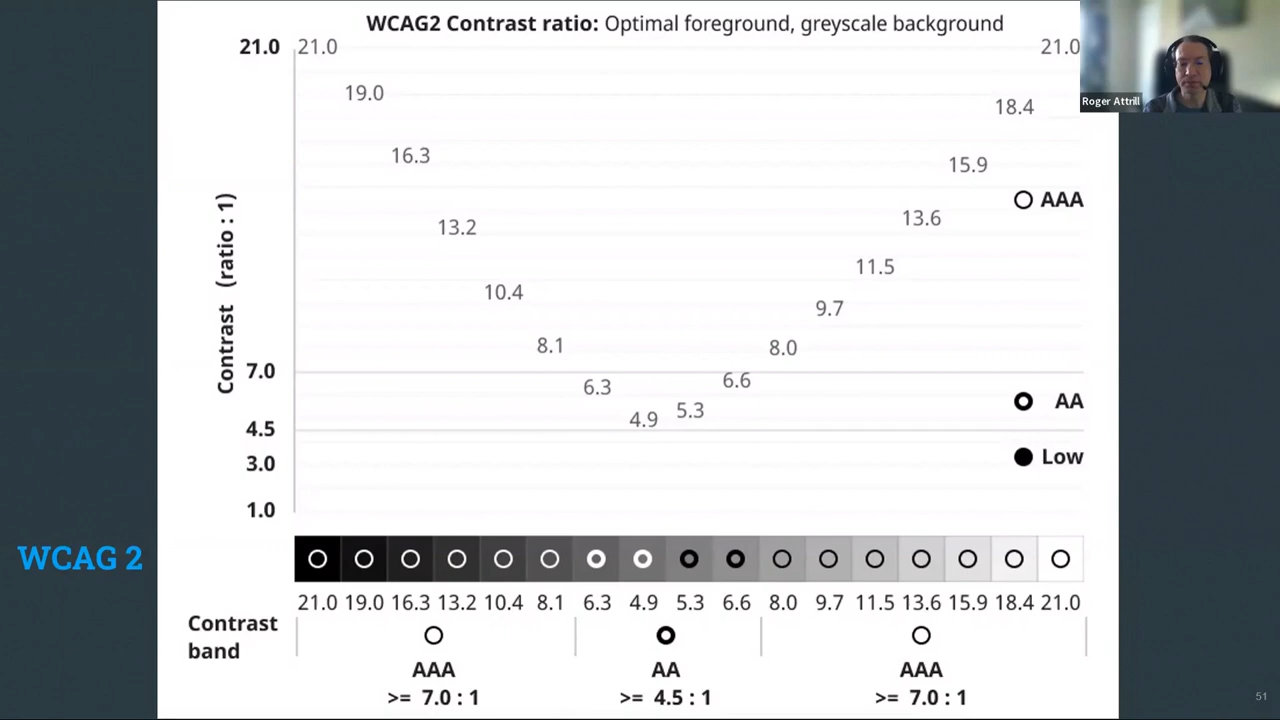 WCAG2 Contrast ratio: Optimal foreground, greyscale background
21.0
21.0
21.0
19.0
18.4
Roger Attrill
16.3
15.9
AAA
13.2
13.6
Contrast (ratio : 1)
10.4
11.5
9.7
8.1
8.0
7.0
6.3
6.6
AA
4.9
5.3
4.5
3.0
Low
1.0
WCAG 2
21.0 19.0 16.3 13.2 10.4 8.1 6.3 4.9 5.3 6.6 8.0 9.7 11.5 13.6 15.9 18.4 21.0
Contrast
band
AAA
>= 7.0 : 1
AA
>= 4.5 : 1
AAA
>= 7.0 : 1
51